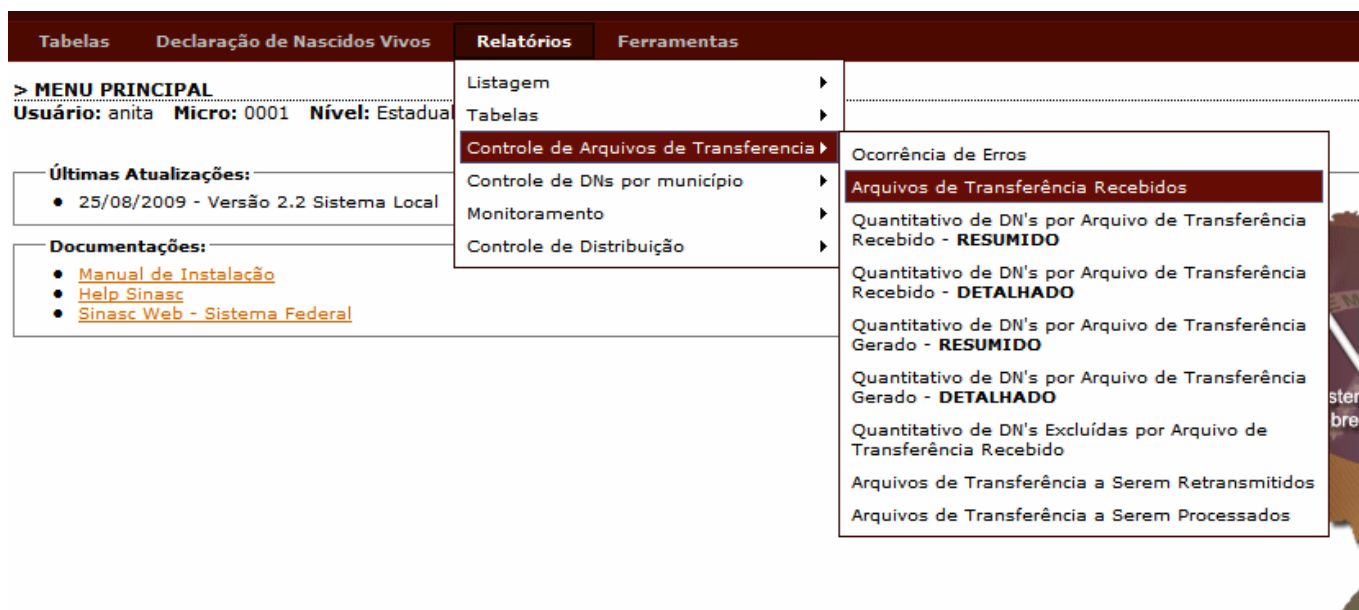 Tabelas Declaração de Nascidos Vivos Relatórios Ferramentas
> MENU PRINCIPAL
Usuário: anita Micro: 0001 Nível: Estadual
Últimas Atualizações:
• 25/08/2009 - Versão 2.2 Sistema Local
Documentações:
• Manual de Instalação
• Help Sinasc
• Sinasc Web - Sistema Federal
Listagem
Tabelas
Controle de Arquivos de Transferencia
Controle de DNs por município
Monitoramento
Controle de Distribuição
Ocorrência de Erros
Arquivos de Transferência Recebidos
Quantitativo de DN's por Arquivo de Transferência
Recebido - RESUMIDO
Quantitativo de DN's por Arquivo de Transferência
Recebido - DETALHADO
Quantitativo de DN's por Arquivo de Transferência
Gerado - RESUMIDO
Quantitativo de DN's por Arquivo de Transferência
Gerado - DETALHADO
Quantitativo de DN's Excluídas por Arquivo de
Transferência Recebido
Arquivos de Transferência a Serem Retransmitidos
Arquivos de Transferência a Serem Processados